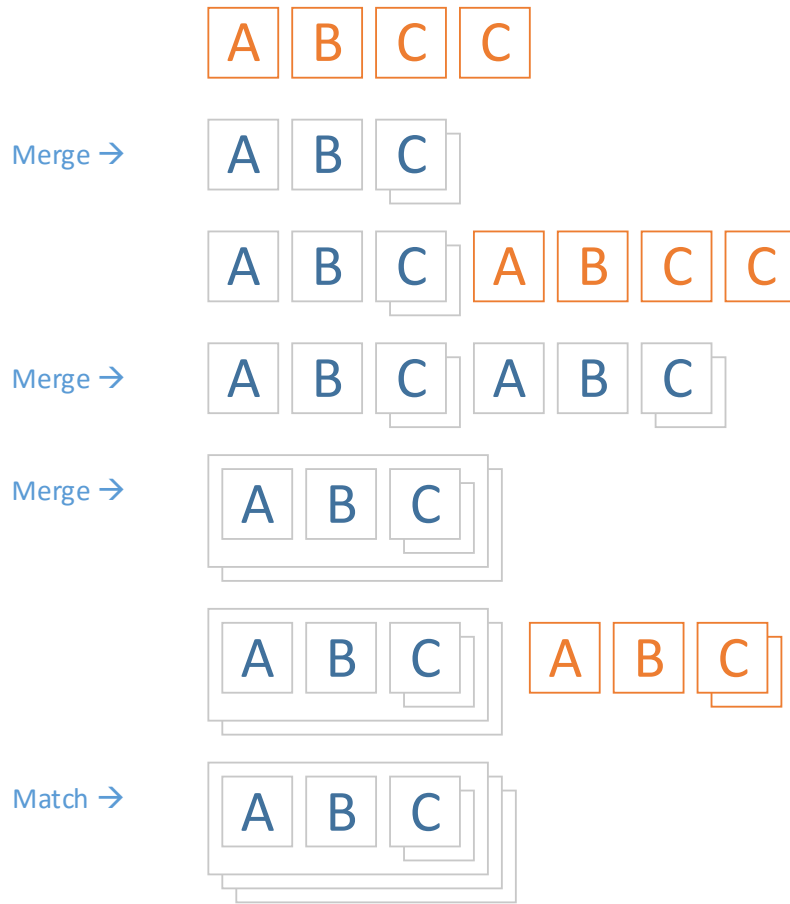 A B C C
Merge → A B C
A B C A B C C
Merge → A B C A B C
Merge → A B C
A B C A B C
Match → A B C